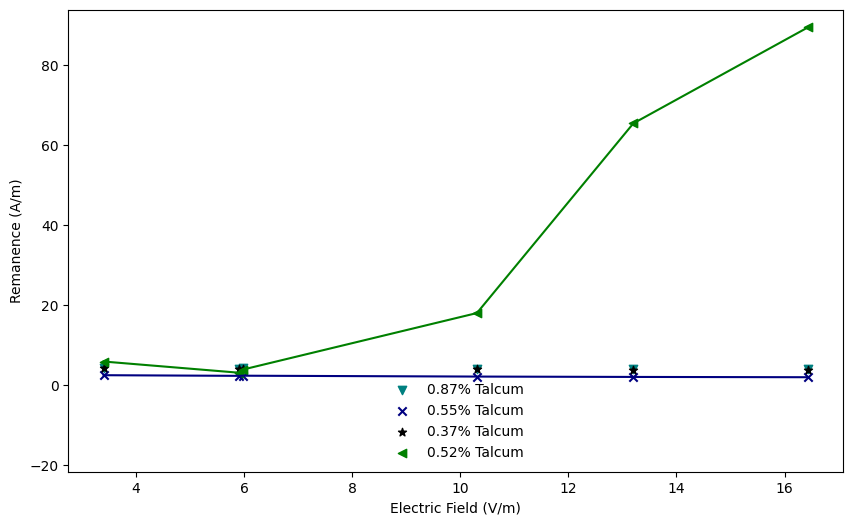 80
60
40
20
0
−20
Remanence (A/m)
0.87% Talcum
0.55% Talcum
0.37% Talcum
0.52% Talcum
4 6 8 10 12 14 16
Electric Field (V/m)